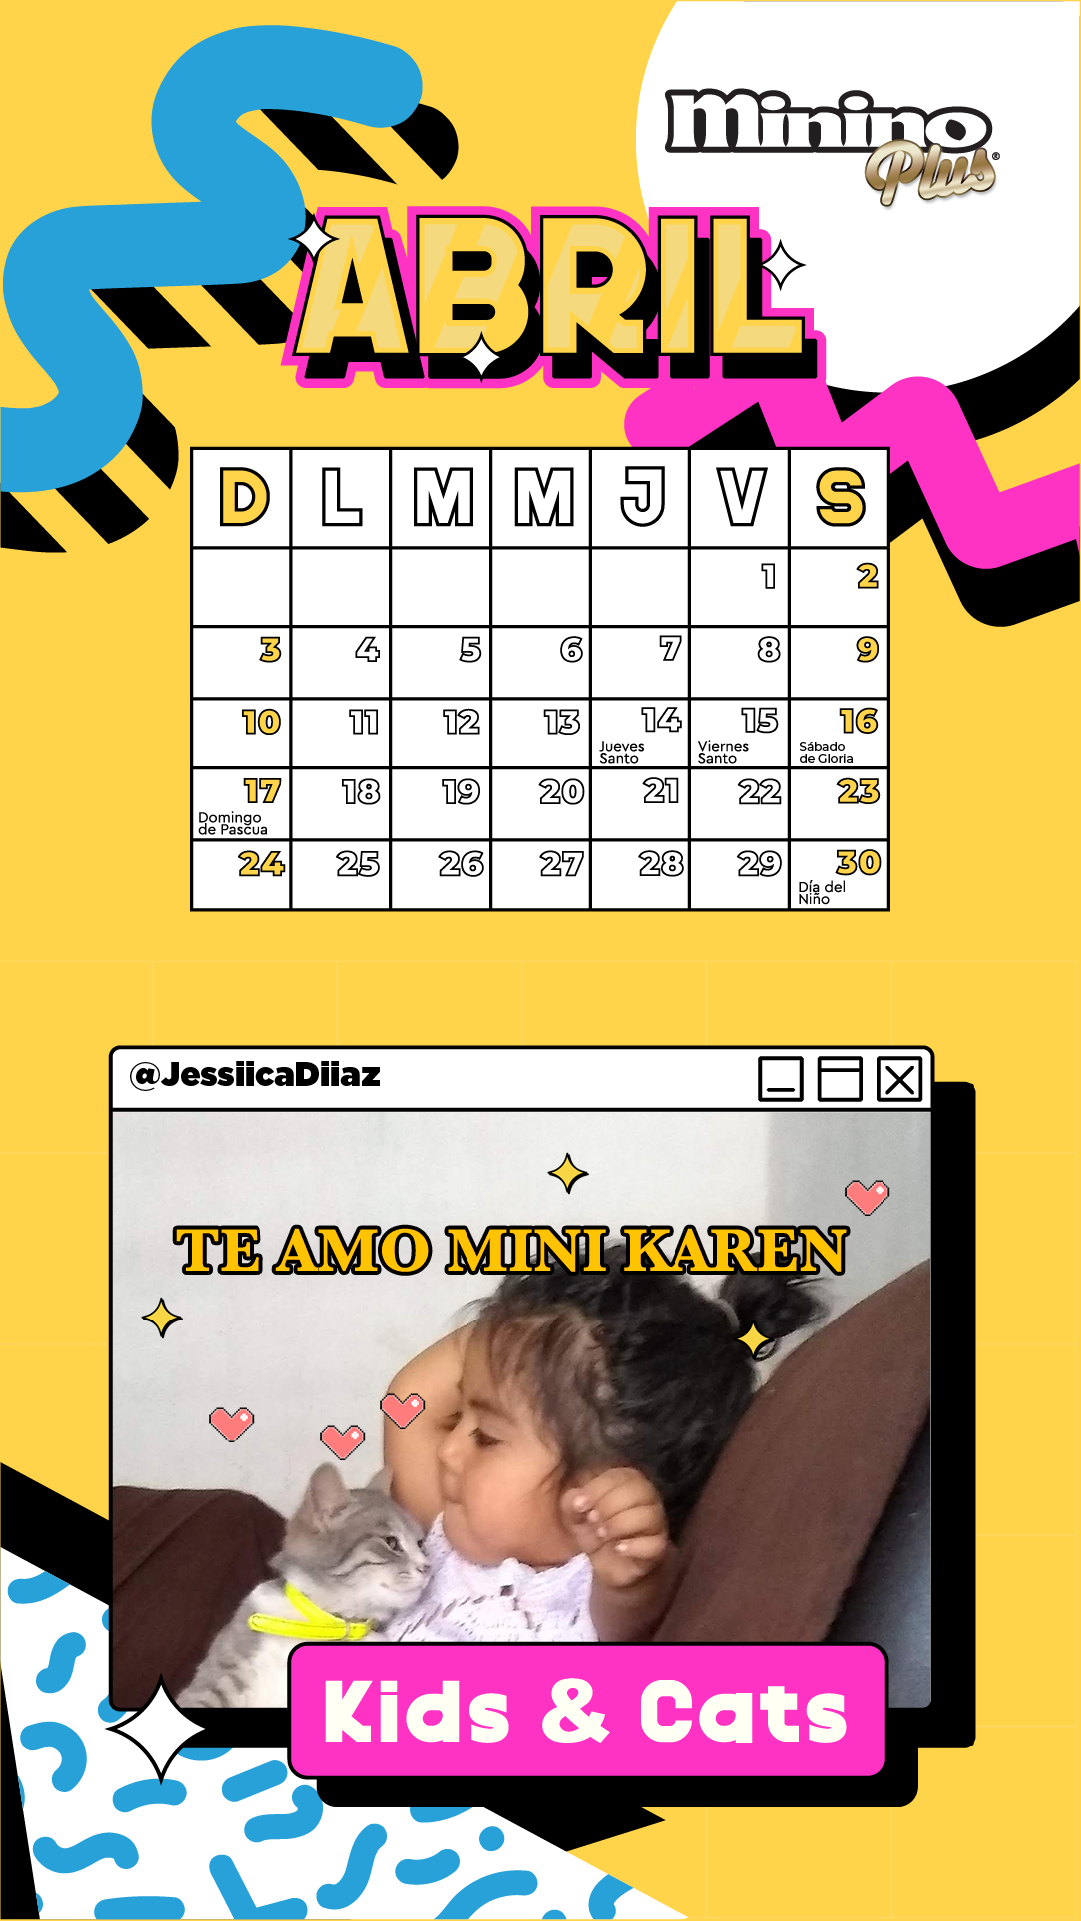 Minino
Plus®
ABRIL
D L M M J V S
1 2
3 4 5 6 7 8 9
10 11 12 13 14 15 16
Jueves Santo Viernes Santo Sábado de Gloria
17 18 19 20 21 22 23
Domingo de Pascua
24 25 26 27 28 29 30
Día del Niño
@JessiicaDiiaz
TE AMO MINI KAREN
Kids & Cats